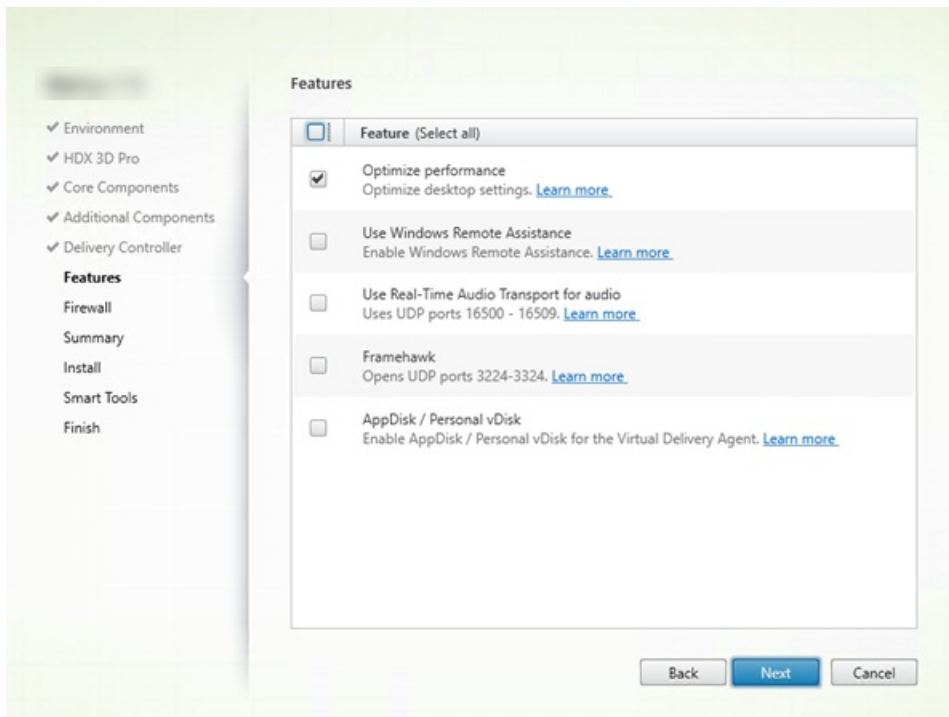 Environment
HDX 3D Pro
Core Components
Additional Components
Delivery Controller
Features
Firewall
Summary
Install
Smart Tools
Finish
Features
Feature (Select all)
Optimize performance
Optimize desktop settings. Learn more
Use Windows Remote Assistance
Enable Windows Remote Assistance. Learn more
Use Real-Time Audio Transport for audio
Uses UDP ports 16500 - 16509. Learn more
Framehawk
Opens UDP ports 3224-3324. Learn more
AppDisk / Personal vDisk
Enable AppDisk / Personal vDisk for the Virtual Delivery Agent. Learn more
Back
Next
Cancel